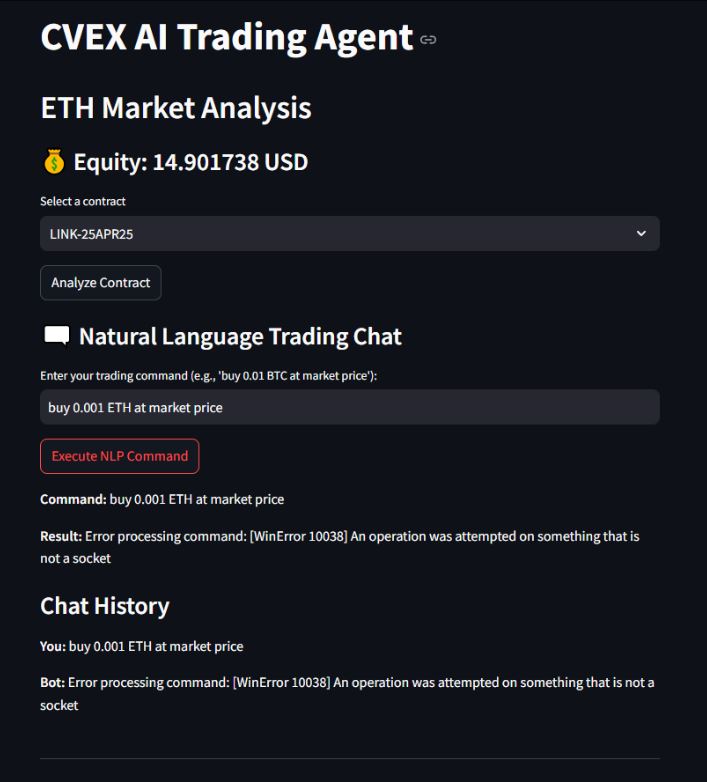 CVEX AI Trading Agent
ETH Market Analysis
💰 Equity: 14.901738 USD
Select a contract
LINK-25APR25
Analyze Contract
💬 Natural Language Trading Chat
Enter your trading command (e.g., 'buy 0.01 BTC at market price'):
buy 0.001 ETH at market price
Execute NLP Command
Command: buy 0.001 ETH at market price
Result: Error processing command: [WinError 10038] An operation was attempted on something that is
not a socket
Chat History
You: buy 0.001 ETH at market price
Bot: Error processing command: [WinError 10038] An operation was attempted on something that is not a
socket